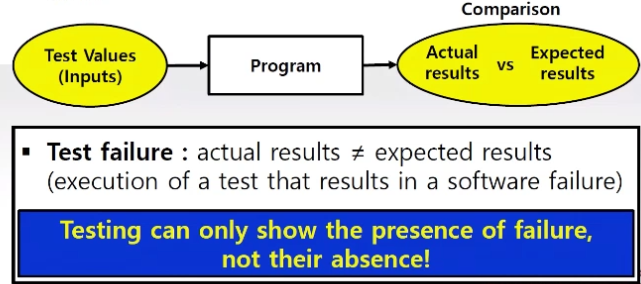 Comparison
Test Values
(Inputs)
Program
Actual
results
vs
Expected
results
▪ Test failure : actual results ≠ expected results
(execution of a test that results in a software failure)
Testing can only show the presence of failure,
not their absence!